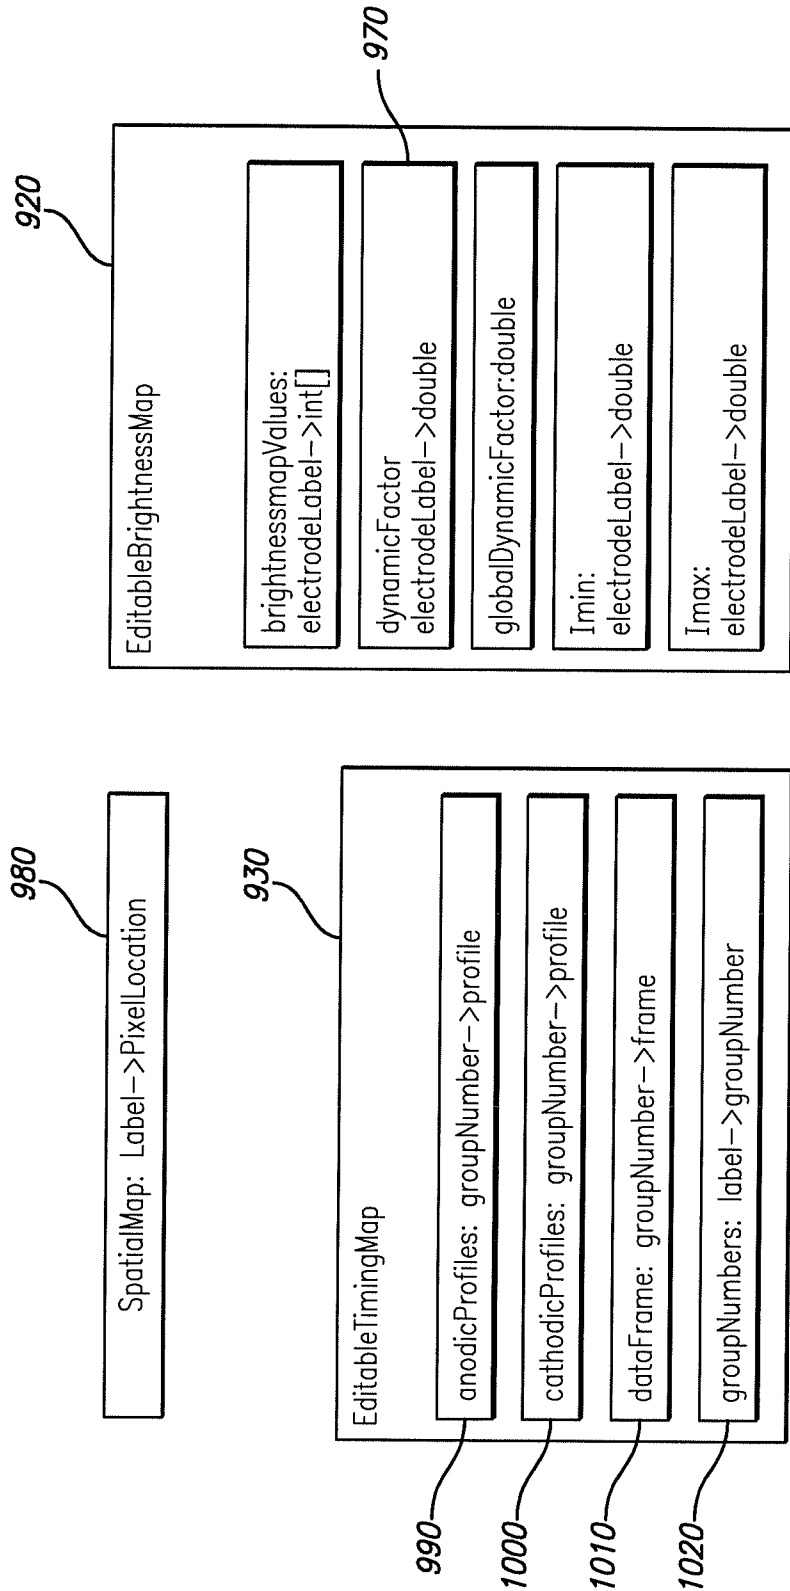 980
SpatialMap: Label-->PixelLocation
930
EditableTimingMap
990
anodicProfiles: groupNumber-->profile
1000
cathodicProfiles: groupNumber-->profile
1010
dataFrame: groupNumber-->frame
1020
groupNumbers: label-->groupNumber
920
EditableBrightnessMap
brightnessmapValues:
electrodeLabel-->int[]
970
dynamicFactor
electrodeLabel-->double
globalDynamicFactor:double
Imin:
electrodeLabel-->double
Imax:
electrodeLabel-->double